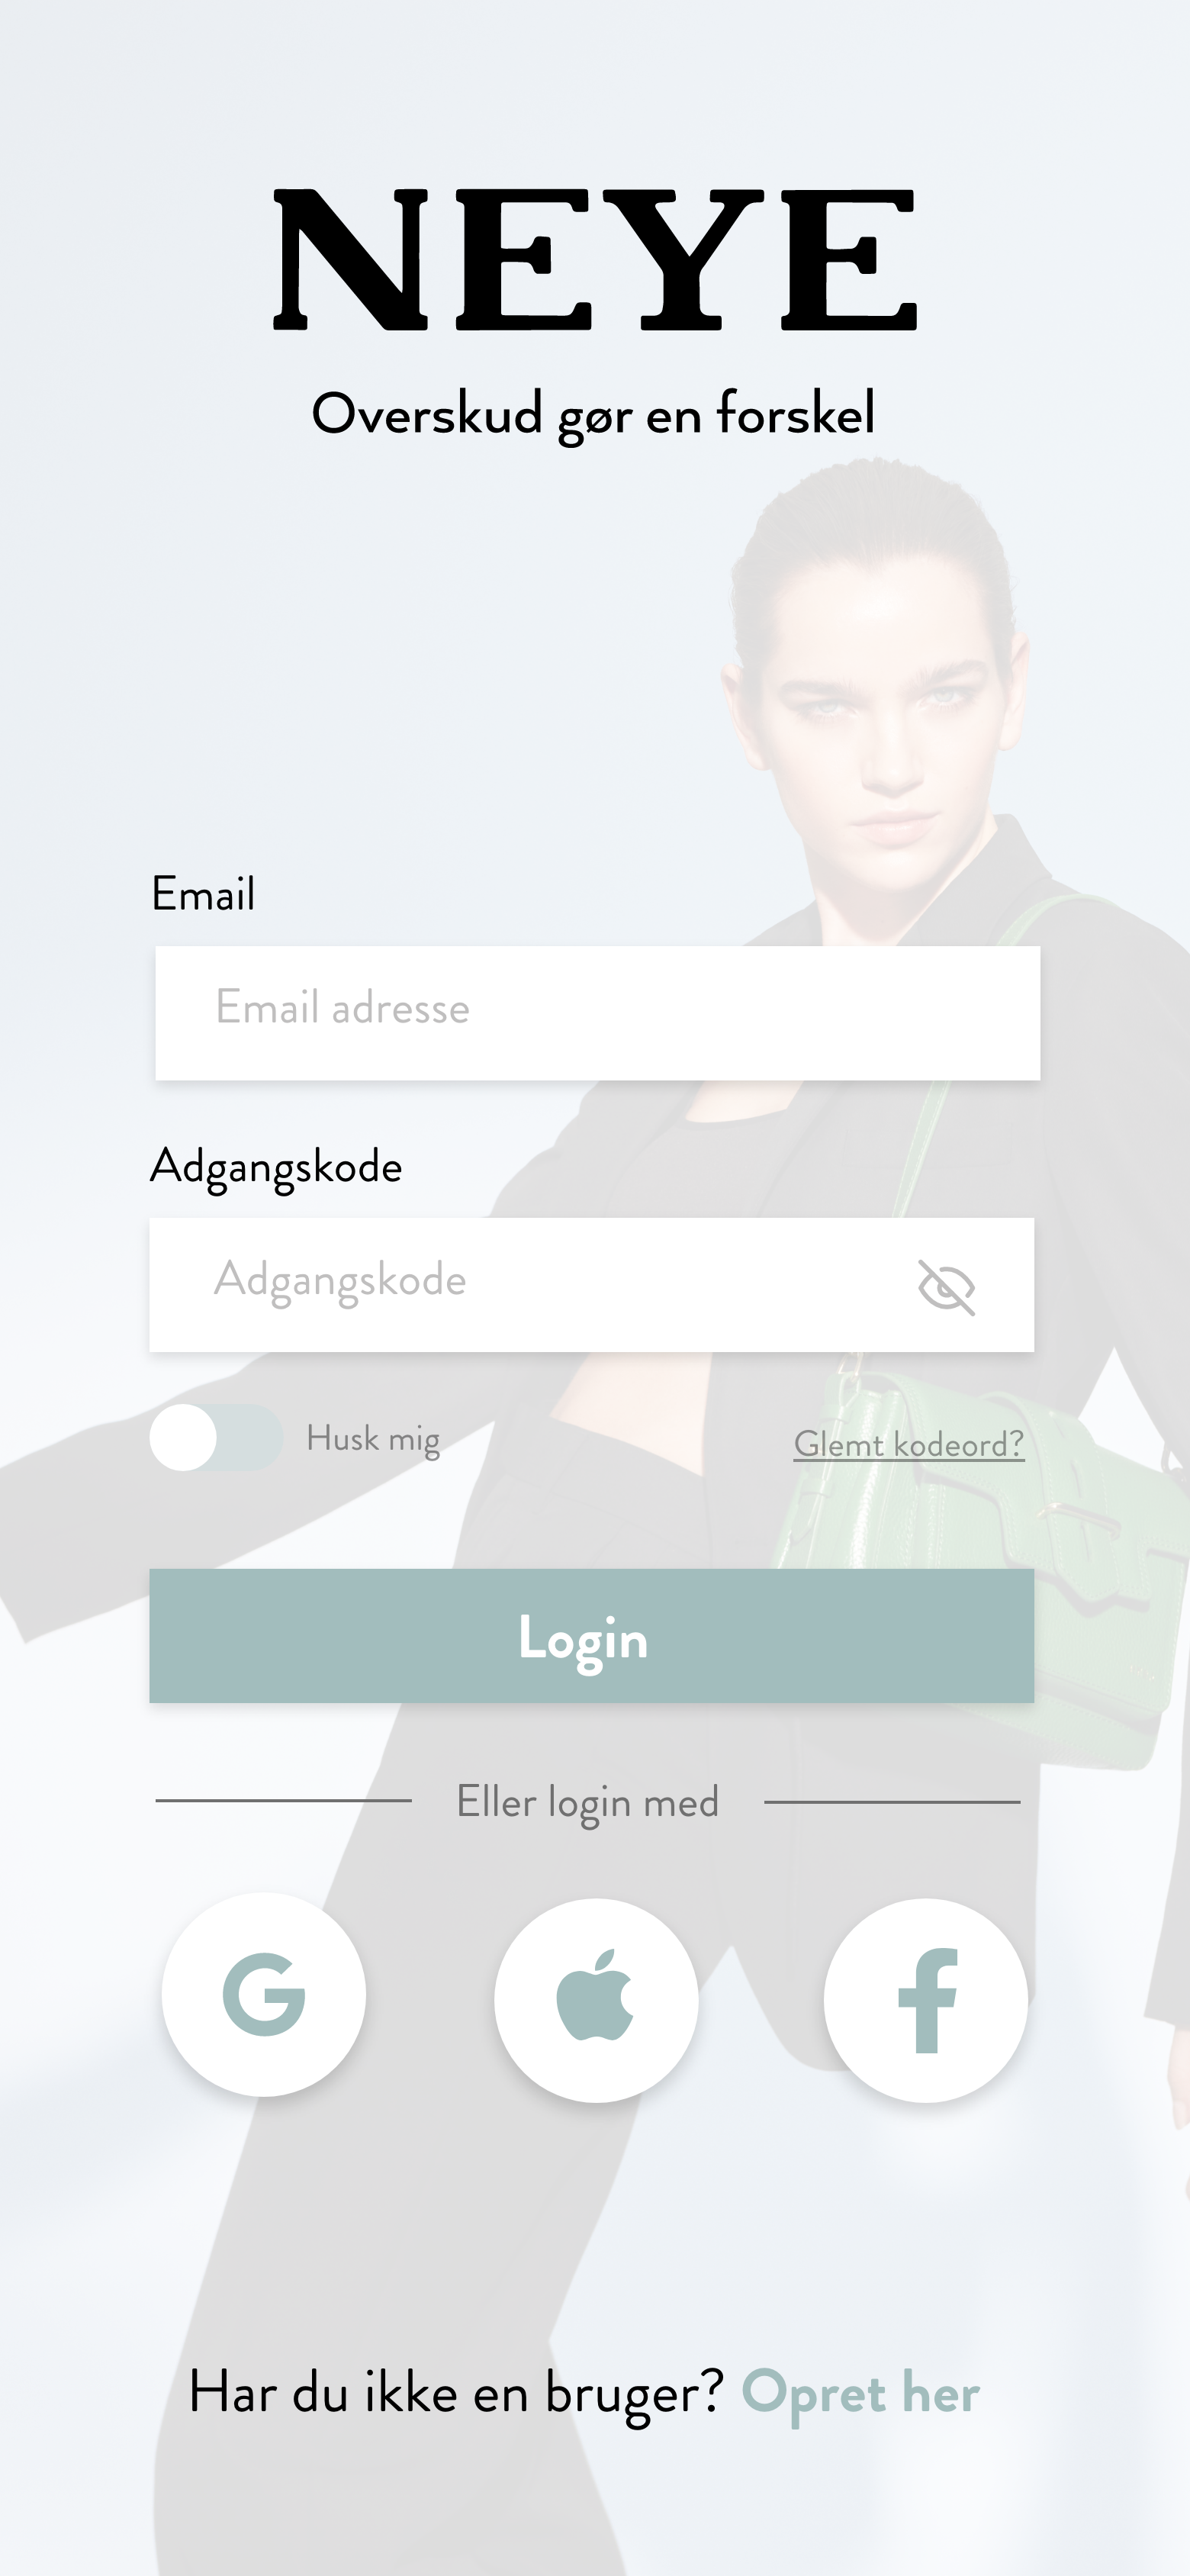 NEYE
Overskud gør en forskel
Email
Email adresse
Adgangskode
Adgangskode
Husk mig
Glemt kodeord?
Login
Eller login med
Har du ikke en bruger? Opret her